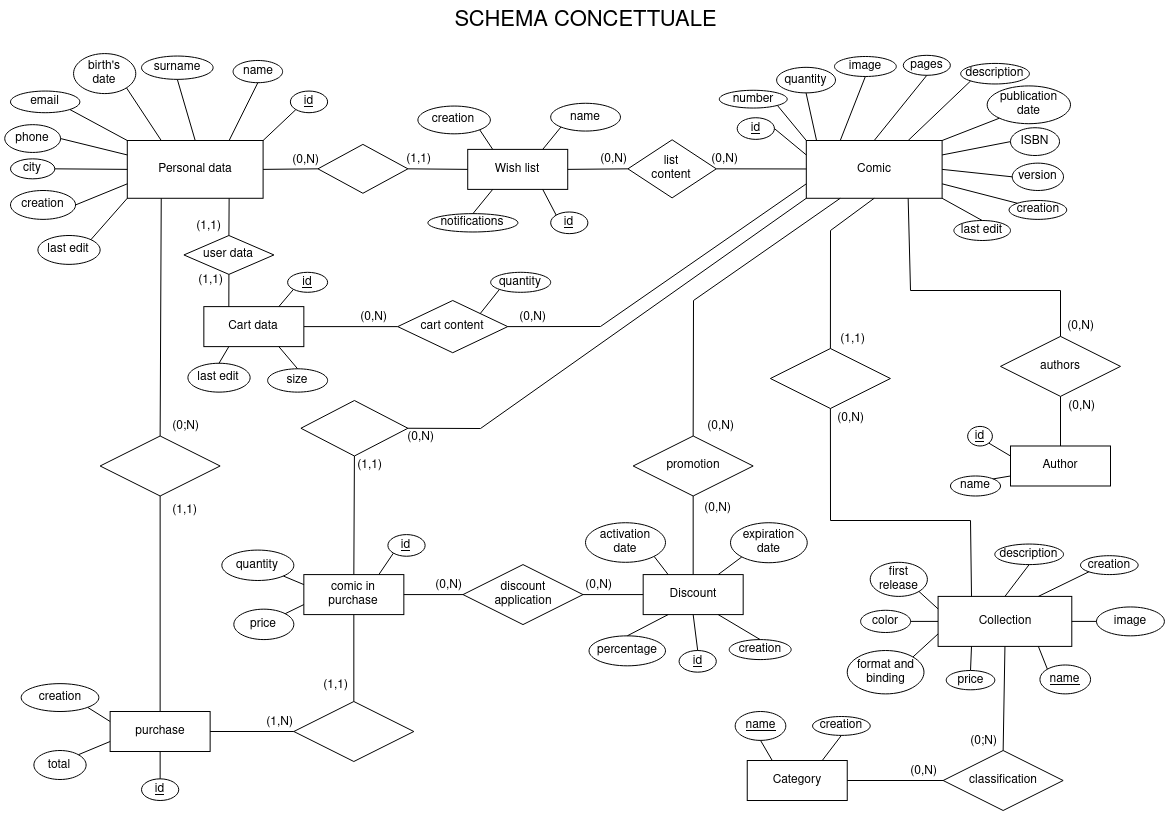 SCHEMA CONCETTUALE
birth's
date
surname
name
email
id
phone
city
creation
last edit
Personal data
(0,N)
(1,1)
creation
name
Wish list
notifications
id
(0,N)
list
content
(0,N)
quantity
image
pages
description
number
publication
date
id
ISBN
Comic
version
creation
last edit
(1,1)
user data
(1,1)
id
Cart data
last edit
size
(0,N)
cart content
quantity
(0,N)
(0;N)
(1,1)
(0,N)
(1,1)
(0,N)
promotion
(0,N)
(1,1)
(0,N)
(0,N)
authors
(0,N)
id
name
Author
quantity
id
comic in
purchase
price
(0,N)
discount
application
(0,N)
activation
date
expiration
date
Discount
percentage
id
creation
first
release
description
creation
color
Collection
image
format and
binding
price
name
(1,1)
(1,N)
creation
purchase
total
id
name
creation
Category
(0,N)
(0;N)
classification